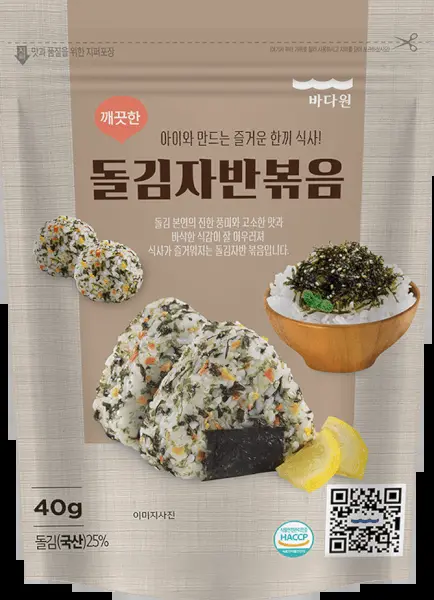 맛과 품질을 위한 지퍼포장
바다원
깨끗한
아이와 만드는 즐거운 한끼 식사!
돌김자반볶음
돌김 본연의 진한 풍미와 고소한 맛과
바삭한 식감이 잘 어우러져
식사가 즐거워지는 돌김자반 볶음입니다.
40g
이미지사진
돌김(국산)25%
HACCP